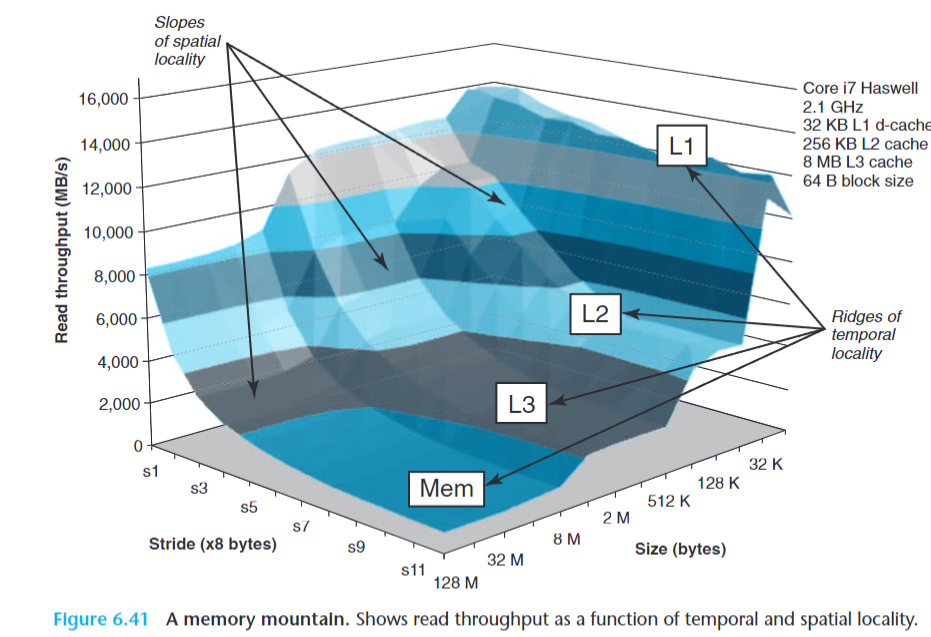 Slopes
of spatial
locality
16,000
14,000
12,000
10,000
8,000
6,000
4,000
2,000
0
Read throughput (MB/s)
Core i7 Haswell
2.1 GHz
32 KB L1 d-cache
256 KB L2 cache
8 MB L3 cache
64 B block size
L1
L2
L3
Mem
Ridges of
temporal
locality
s1
s3
s5
s7
s9
s11
Stride (x8 bytes)
128 M
32 M
8 M
2 M
512 K
128 K
32 K
Size (bytes)
Figure 6.41 A memory mountain. Shows read throughput as a function of temporal and spatial locality.